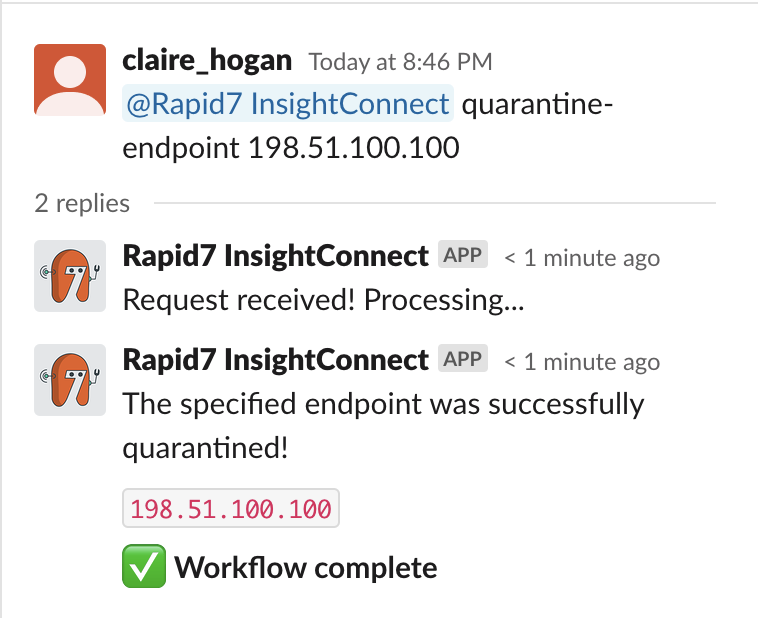 claire_hogan Today at 8:46 PM
@Rapid7 InsightConnect quarantine-
endpoint 198.51.100.100
2 replies
Rapid7 InsightConnect APP < 1 minute ago
Request received! Processing...
Rapid7 InsightConnect APP < 1 minute ago
The specified endpoint was successfully
quarantined!
198.51.100.100
Workflow complete